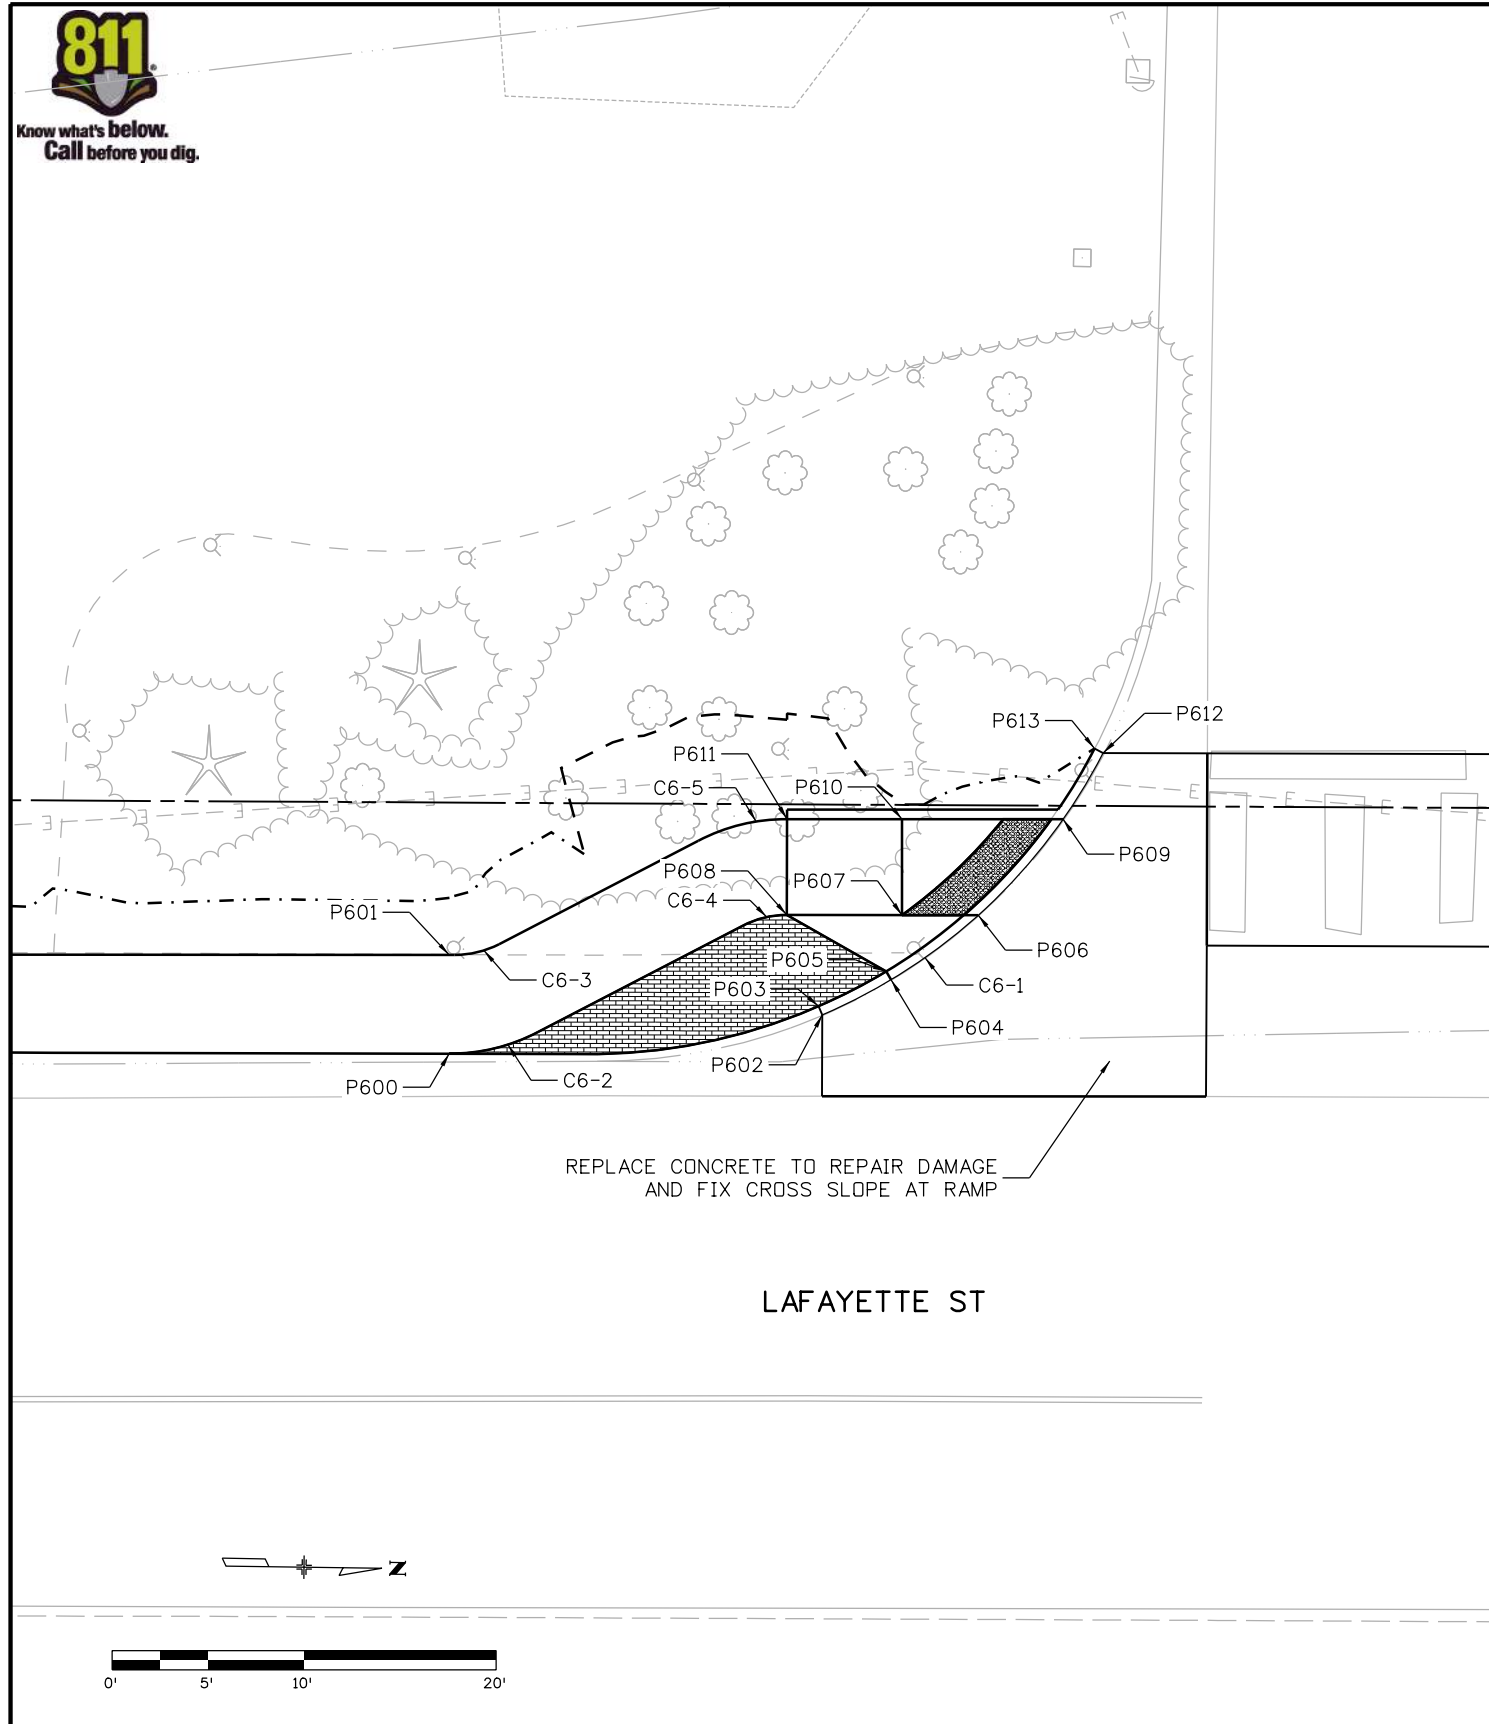 811®
Know what's below.
Call before you dig.
E
P613
P612
P611
C6-5
P610
E E E E E E E E E E E E E E E E E
P609
P608
P607
C6-4
P601
P606
P605
C6-3
P603
C6-1
P604
P602
P600
C6-2
REPLACE CONCRETE TO REPAIR DAMAGE
AND FIX CROSS SLOPE AT RAMP
LAFAYETTE ST
N
0' 5' 10' 20'